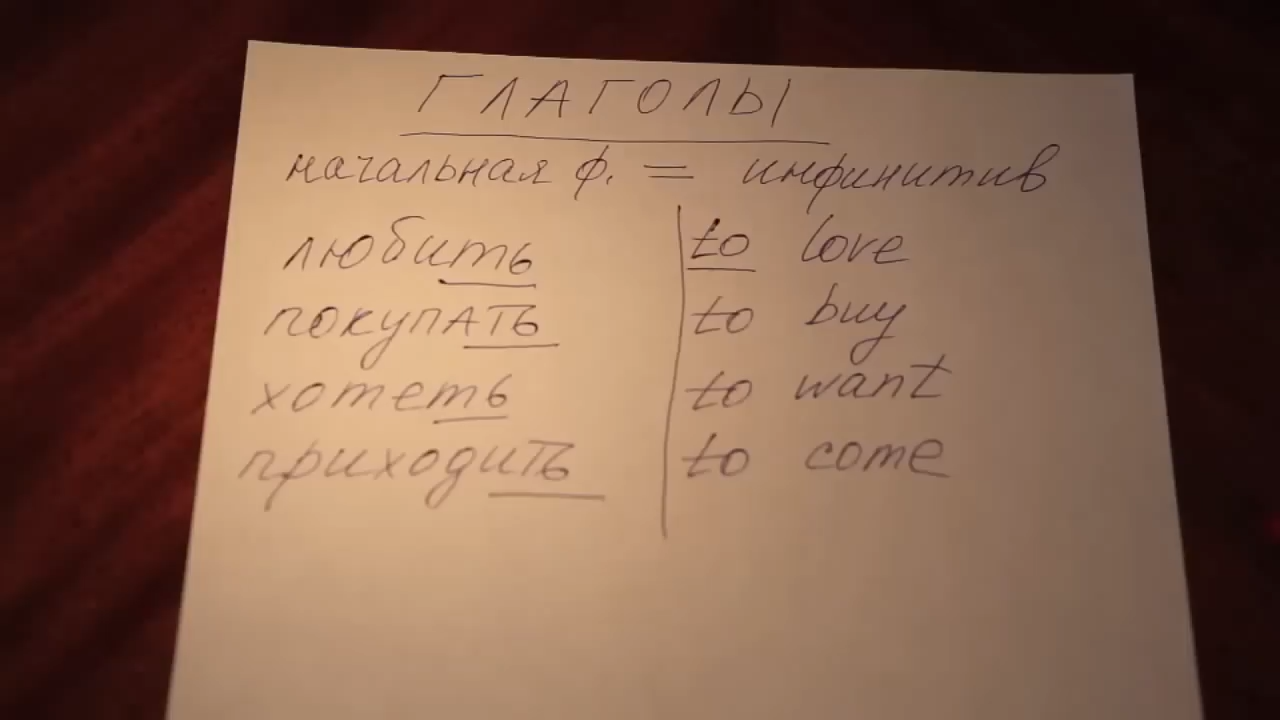 ГЛАГОЛЫ
начальная ф. = инфинитив
любить to love
покупать to buy
хотеть to want
приходить to come